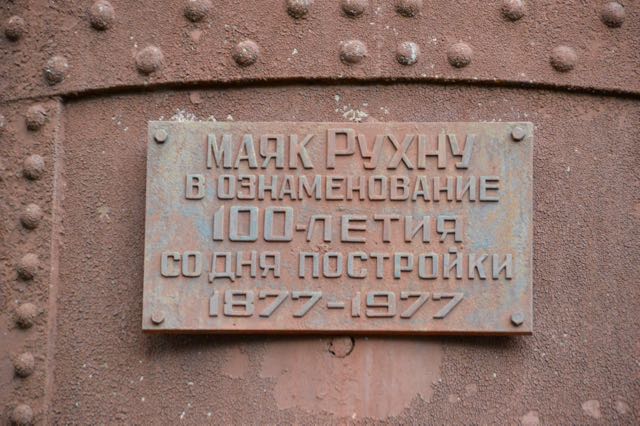 МАЯК РУХНУ
В ОЗНАМЕНОВАНИЕ
100-ЛЕТИЯ
СО ДНЯ ПОСТРОЙКИ
1877-1977